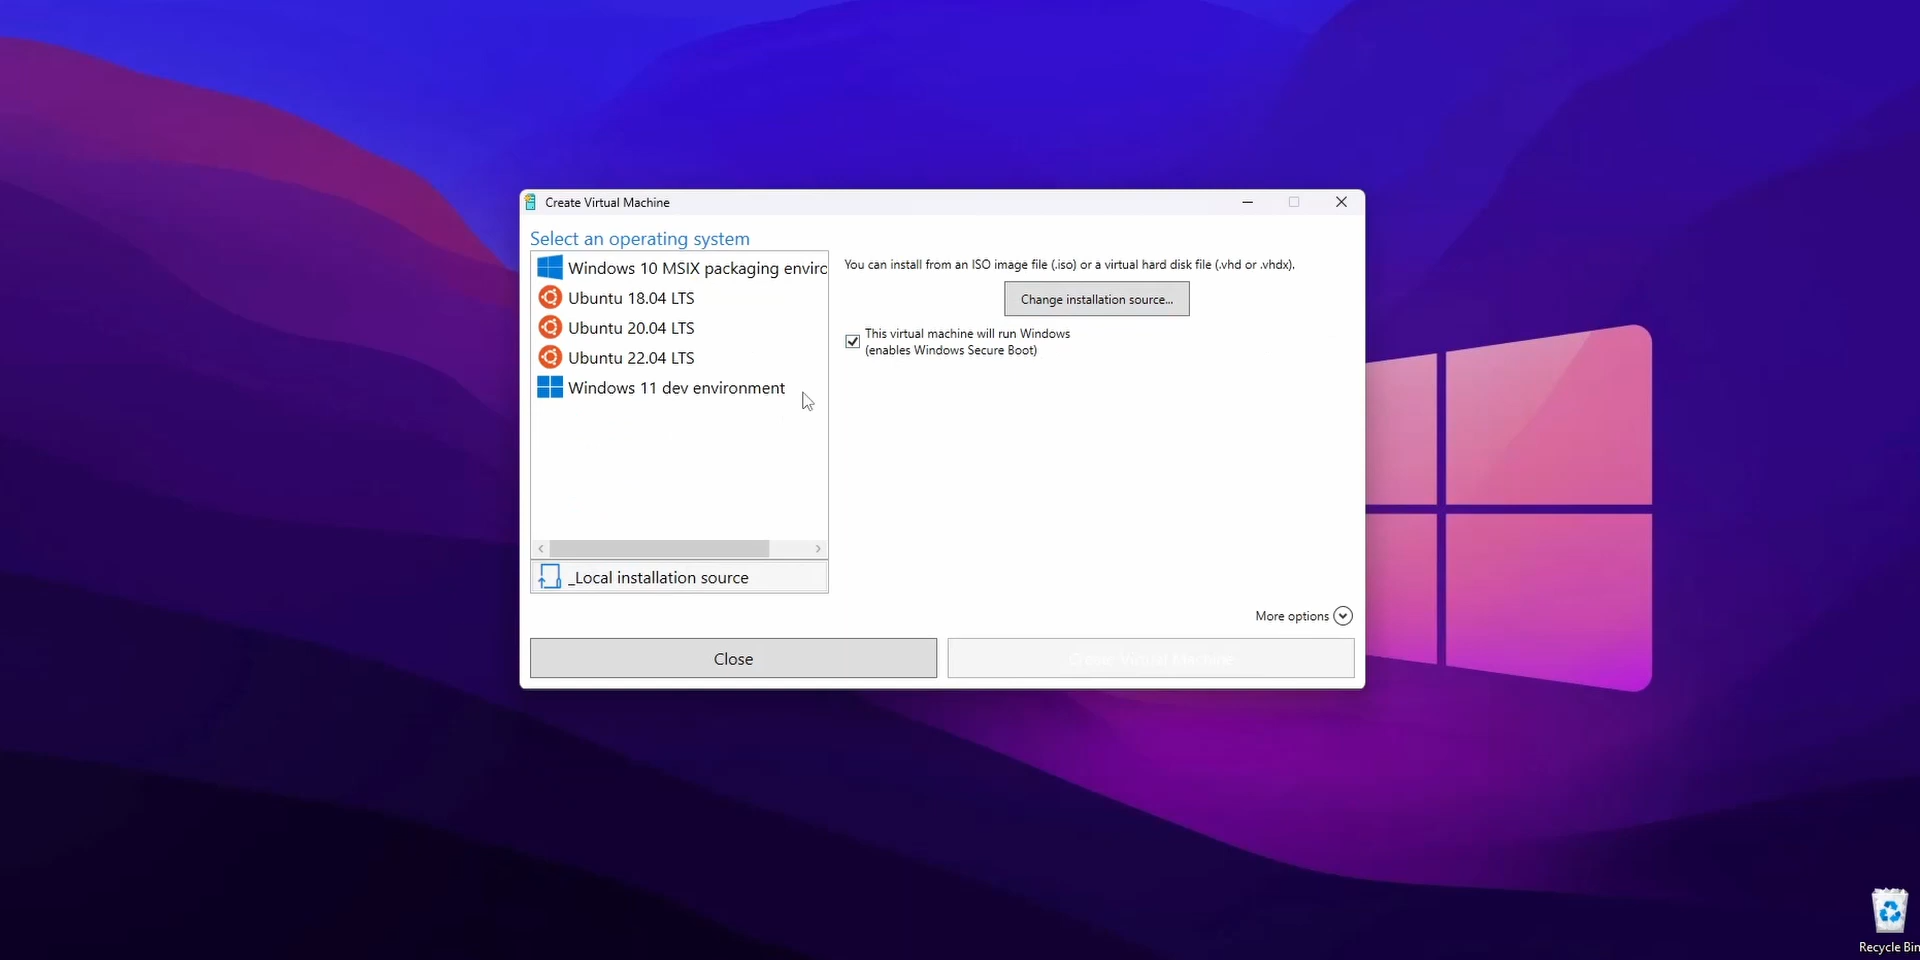 Create Virtual Machine
Select an operating system
Windows 10 MSIX packaging enviro
Ubuntu 18.04 LTS
Ubuntu 20.04 LTS
Ubuntu 22.04 LTS
Windows 11 dev environment
_Local installation source
You can install from an ISO image file (.iso) or a virtual hard disk file (.vhd or .vhdx).
Change installation source...
This virtual machine will run Windows
(enables Windows Secure Boot)
More options
Close
Create Virtual Machine
Recycle Bin